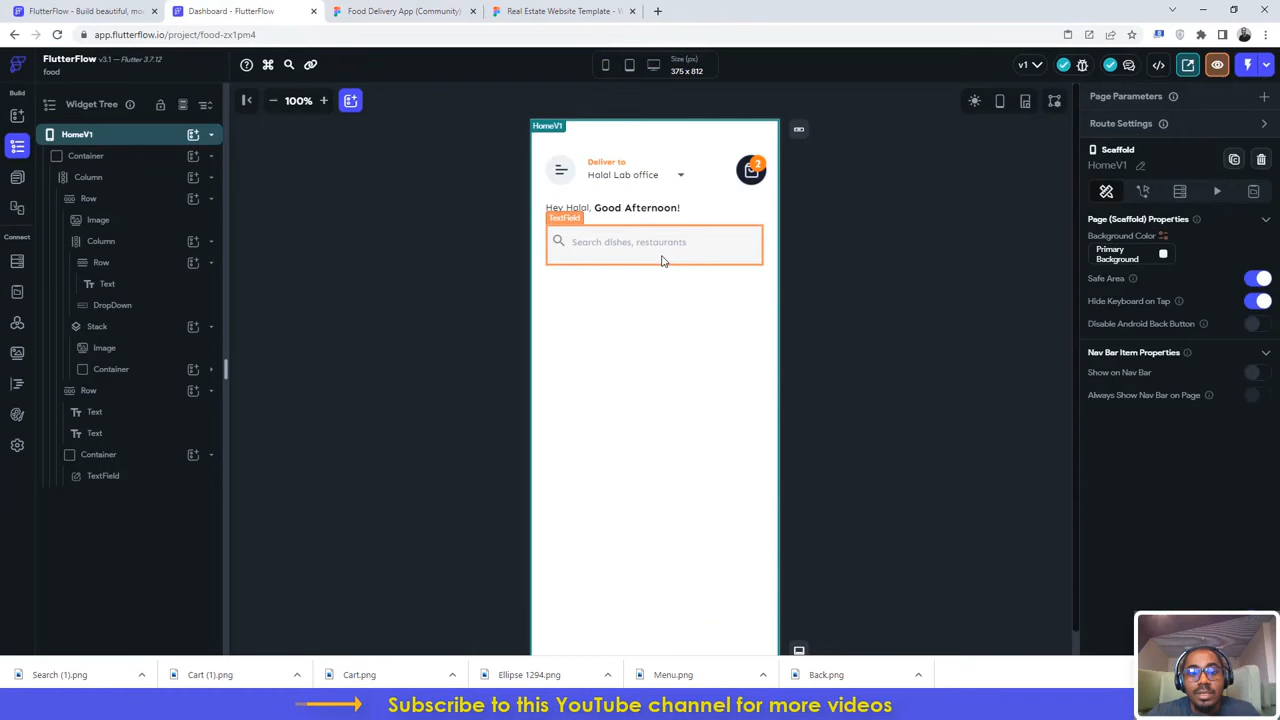 FlutterFlow - Build beautiful, mo
Dashboard - FlutterFlow
Food Delivery App (Community)
Real Estate Website Template - W
app.flutterflow.io/project/food-zx1pm4
FlutterFlow v3.1 – Flutter 3.7.12
food
Size (px)
375 x 812
v1
Build
Widget Tree
100%
Page Parameters
Route Settings
HomeV1
HomeV1
Scaffold
HomeV1
Container
Column
Row
Image
Column
Row
Text
DropDown
Stack
Image
Container
Row
Text
Text
Container
TextField
Connect
Deliver to
Halal Lab office
2
Hey Halal, Good Afternoon!
TextField
Search dishes, restaurants
Page (Scaffold) Properties
Background Color
Primary
Background
Safe Area
Hide Keyboard on Tap
Disable Android Back Button
Nav Bar Item Properties
Show on Nav Bar
Always Show Nav Bar on Page
Search (1).png
Cart (1).png
Cart.png
Ellipse 1294.png
Menu.png
Back.png
Subscribe to this YouTube channel for more videos